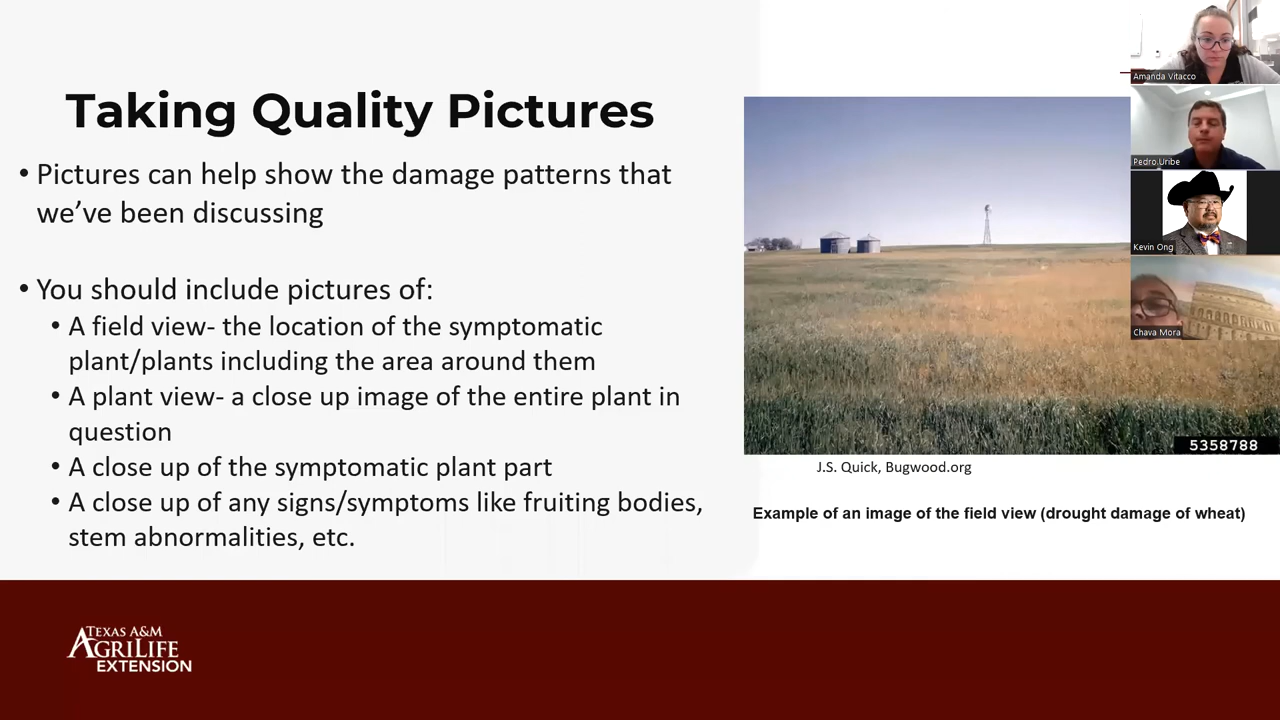 Taking Quality Pictures
• Pictures can help show the damage patterns that
we’ve been discussing
• You should include pictures of:
• A field view- the location of the symptomatic
plant/plants including the area around them
• A plant view- a close up image of the entire plant in
question
• A close up of the symptomatic plant part
• A close up of any signs/symptoms like fruiting bodies,
stem abnormalities, etc.
5358788
J.S. Quick, Bugwood.org
Example of an image of the field view (drought damage of wheat)
Amanda Vitacco
Pedro.Uribe
Kevin Ong
Chava Mora
TEXAS A&M
AGRILIFE
EXTENSION